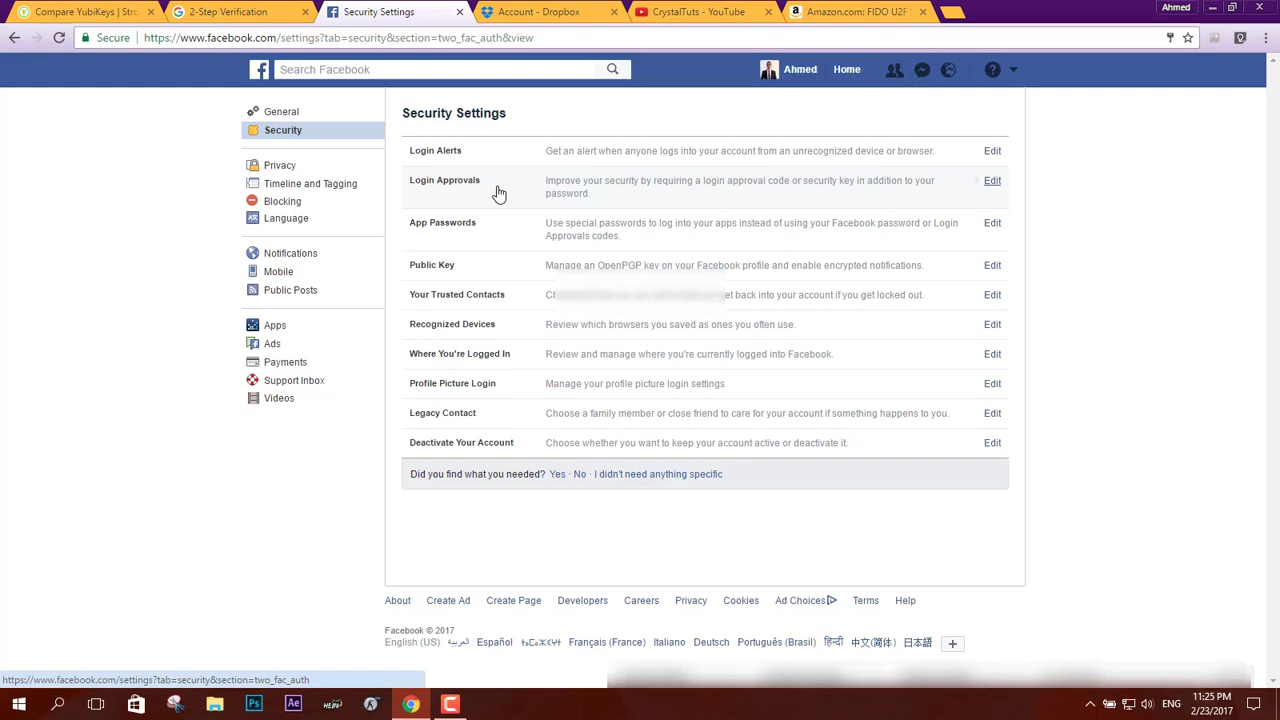 Compare YubiKeys | Stro
2-Step Verification
Security Settings
Account - Dropbox
CrystalTuts - YouTube
Amazon.com: FIDO U2F
Ahmed
Secure
https://www.facebook.com/settings?tab=security&section=two_fac_auth&view
Search Facebook
Ahmed
Home
General
Security
Privacy
Timeline and Tagging
Blocking
Language
Notifications
Mobile
Public Posts
Apps
Ads
Payments
Support Inbox
Videos
Security Settings
Login Alerts
Get an alert when anyone logs into your account from an unrecognized device or browser.
Edit
Login Approvals
Improve your security by requiring a login approval code or security key in addition to your
password.
Edit
App Passwords
Use special passwords to log into your apps instead of using your Facebook password or Login
Approvals codes.
Edit
Public Key
Manage an OpenPGP key on your Facebook profile and enable encrypted notifications.
Edit
Your Trusted Contacts
back into your account if you get locked out.
Edit
Recognized Devices
Review which browsers you saved as ones you often use.
Edit
Where You're Logged In
Review and manage where you're currently logged into Facebook.
Edit
Profile Picture Login
Manage your profile picture login settings
Edit
Legacy Contact
Choose a family member or close friend to care for your account if something happens to you.
Edit
Deactivate Your Account
Choose whether you want to keep your account active or deactivate it.
Edit
Did you find what you needed? Yes · No · I didn't need anything specific
About Create Ad Create Page Developers Careers Privacy Cookies Ad Choices Terms Help
Facebook © 2017
English (US) العربية Español ⵜⴰⵎⴰⵣⵉⵖⵜ Français (France) Italiano Deutsch Português (Brasil) हिन्दी 中文(简体) 日本語
https://www.facebook.com/settings?tab=security&section=two_fac_auth
Ps
Ae
ENG
11:25 PM
2/23/2017